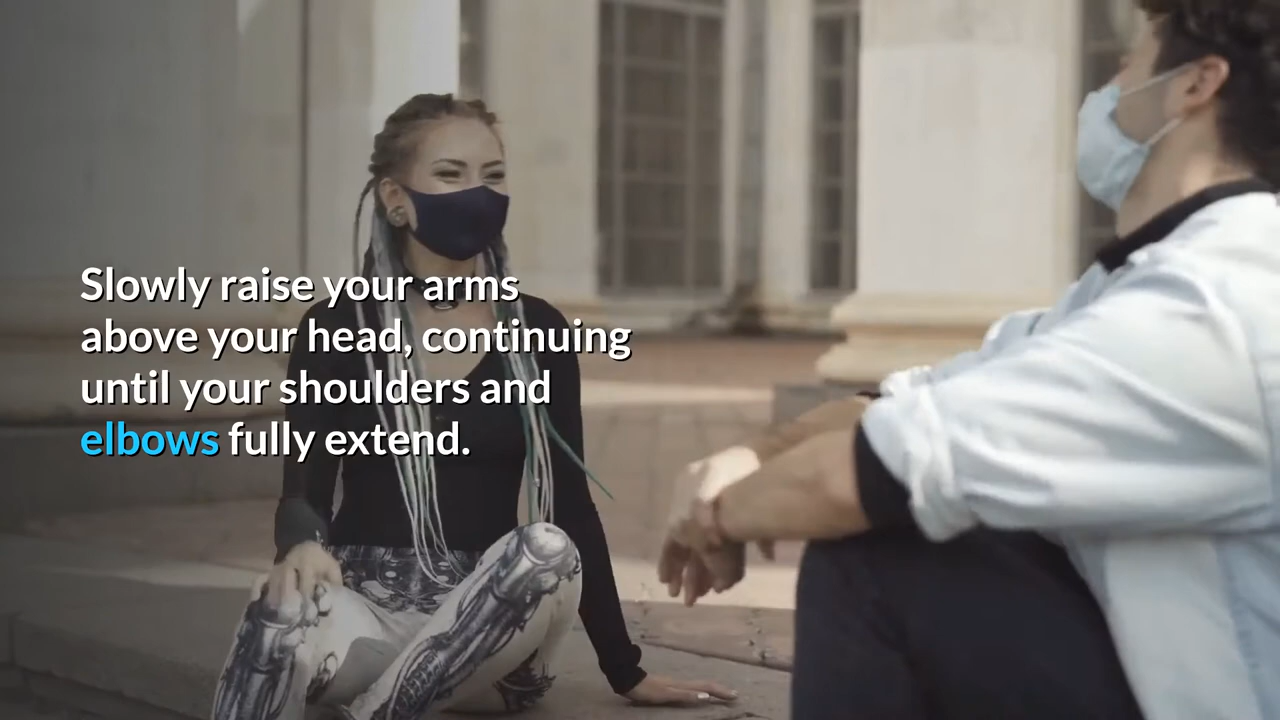 Slowly raise your arms
above your head, continuing
until your shoulders and
elbows fully extend.